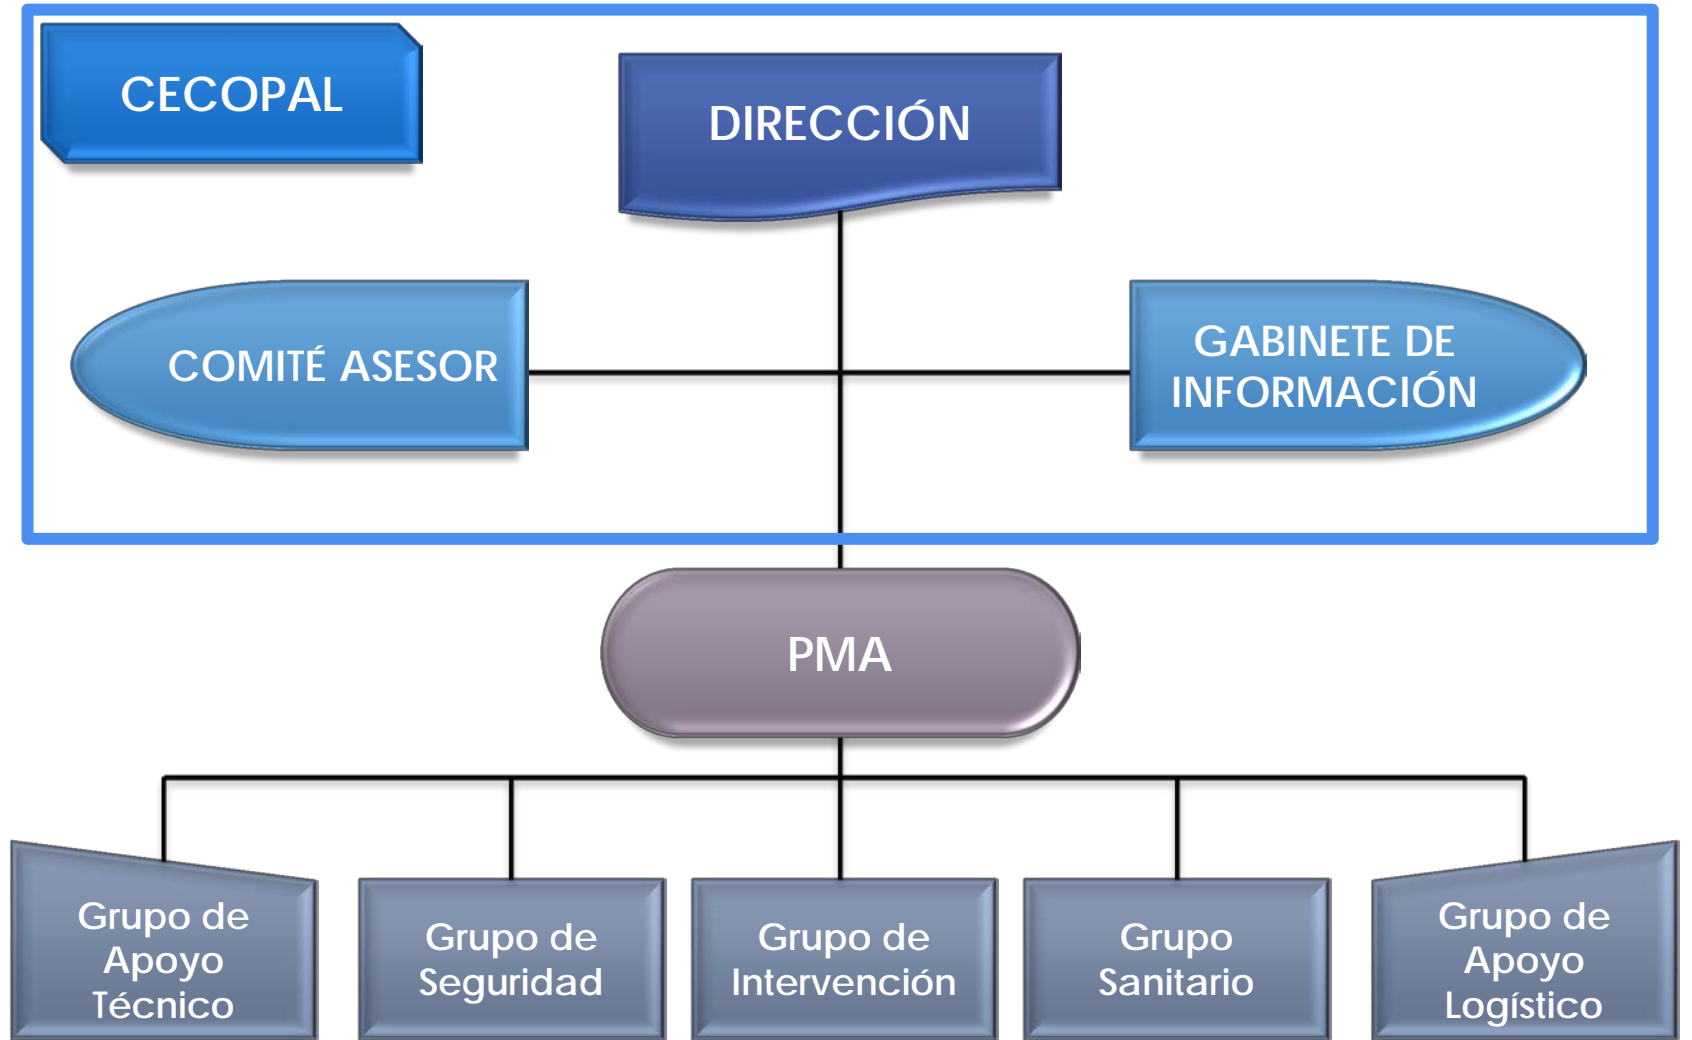 CECOPAL
DIRECCIÓN
COMITÉ ASESOR
GABINETE DE
INFORMACIÓN
PMA
Grupo de
Apoyo
Técnico
Grupo de
Seguridad
Grupo de
Intervención
Grupo
Sanitario
Grupo de
Apoyo
Logístico